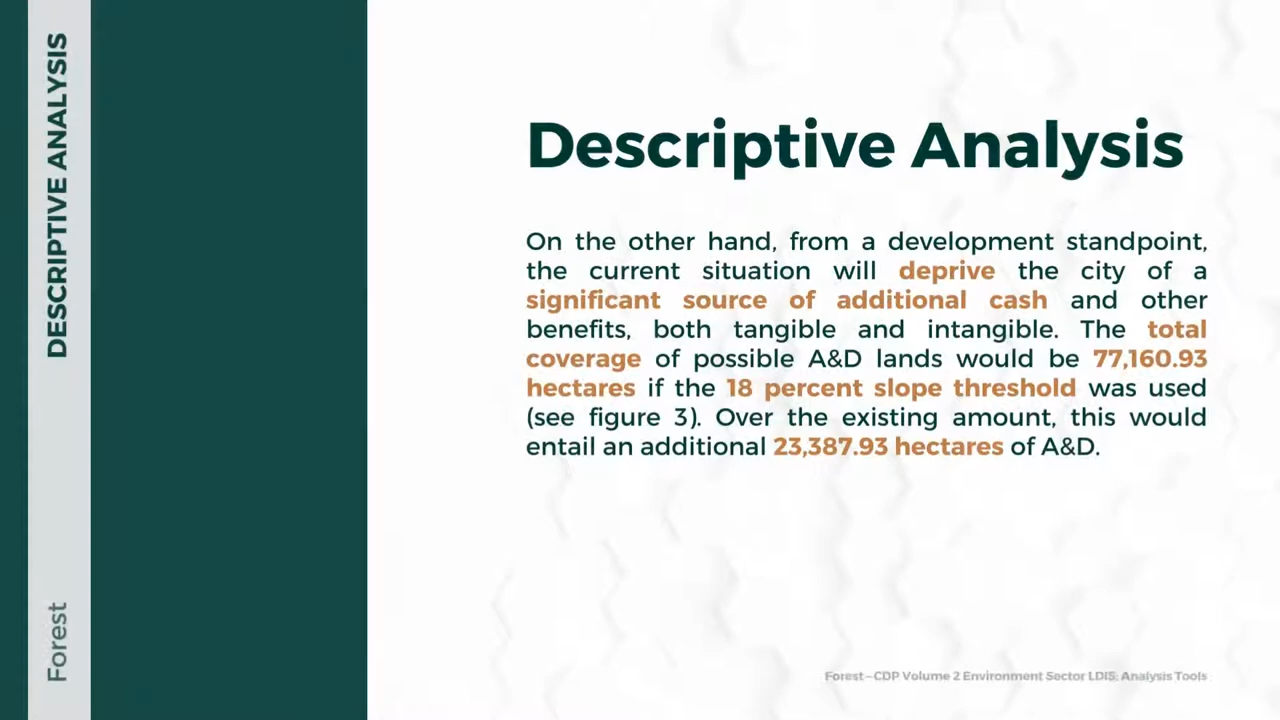 DESCRIPTIVE ANALYSIS
Forest
Descriptive Analysis
On the other hand, from a development standpoint,
the current situation will deprive the city of a
significant source of additional cash and other
benefits, both tangible and intangible. The total
coverage of possible A&D lands would be 77,160.93
hectares if the 18 percent slope threshold was used
(see figure 3). Over the existing amount, this would
entail an additional 23,387.93 hectares of A&D.
Forest – CDP Volume 2 Environment Sector LDIS: Analysis Tools